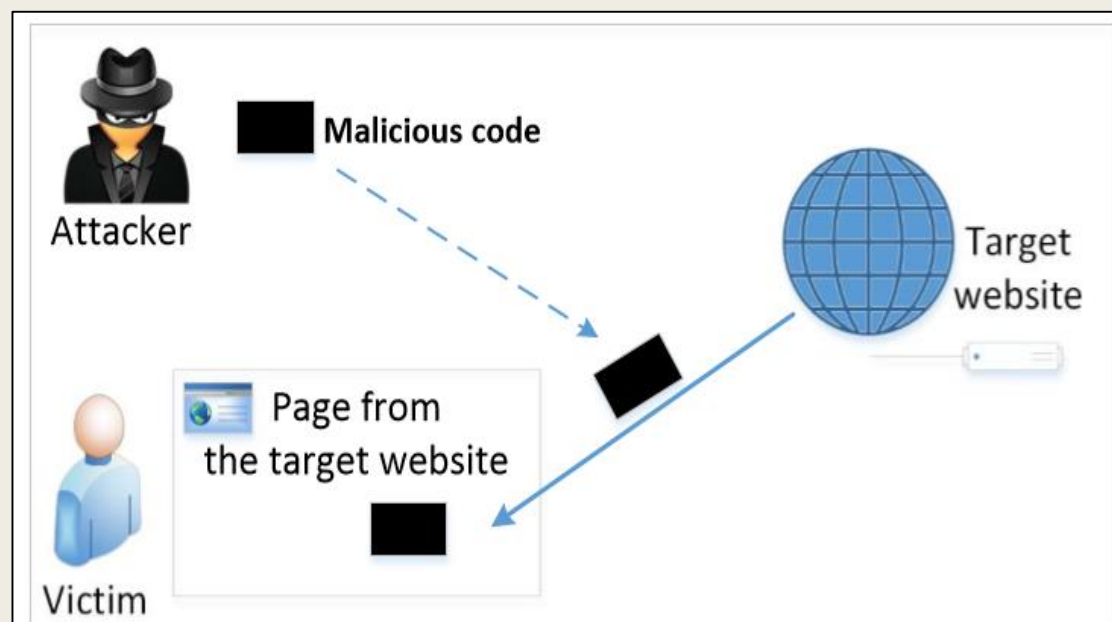 Malicious code
Attacker
Target
website
Page from
the target website
Victim